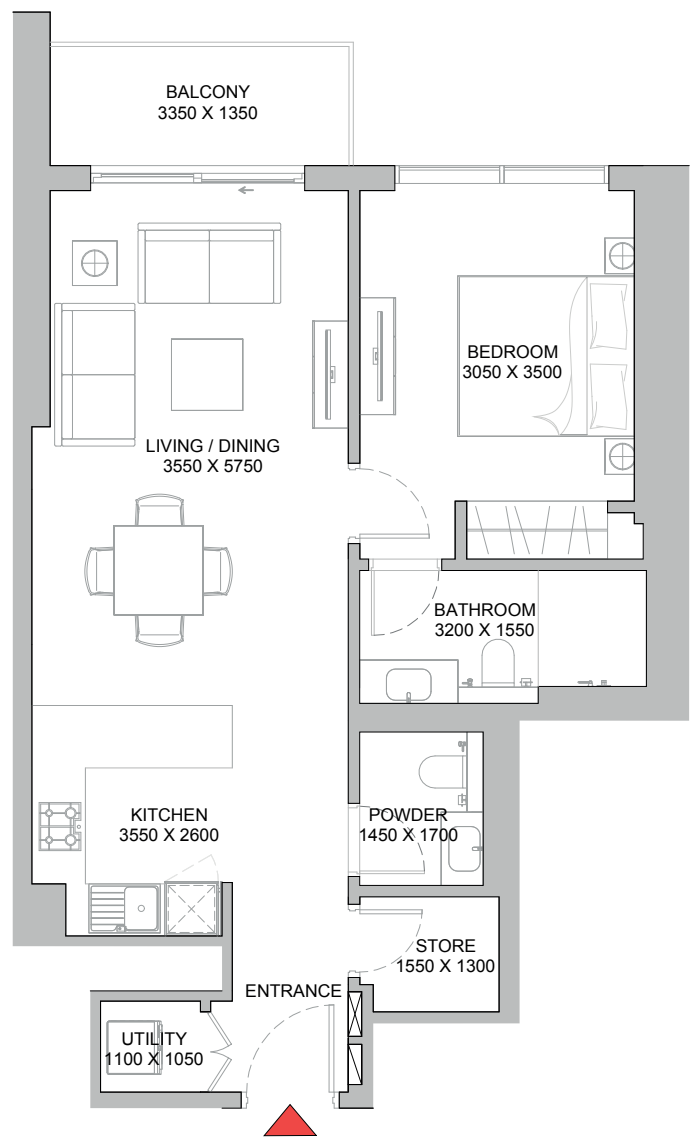 BALCONY
3350 X 1350
BEDROOM
3050 X 3500
LIVING / DINING
3550 X 5750
BATHROOM
3200 X 1550
KITCHEN
3550 X 2600
POWDER
1450 X 1700
STORE
1550 X 1300
ENTRANCE
UTILITY
1100 X 1050